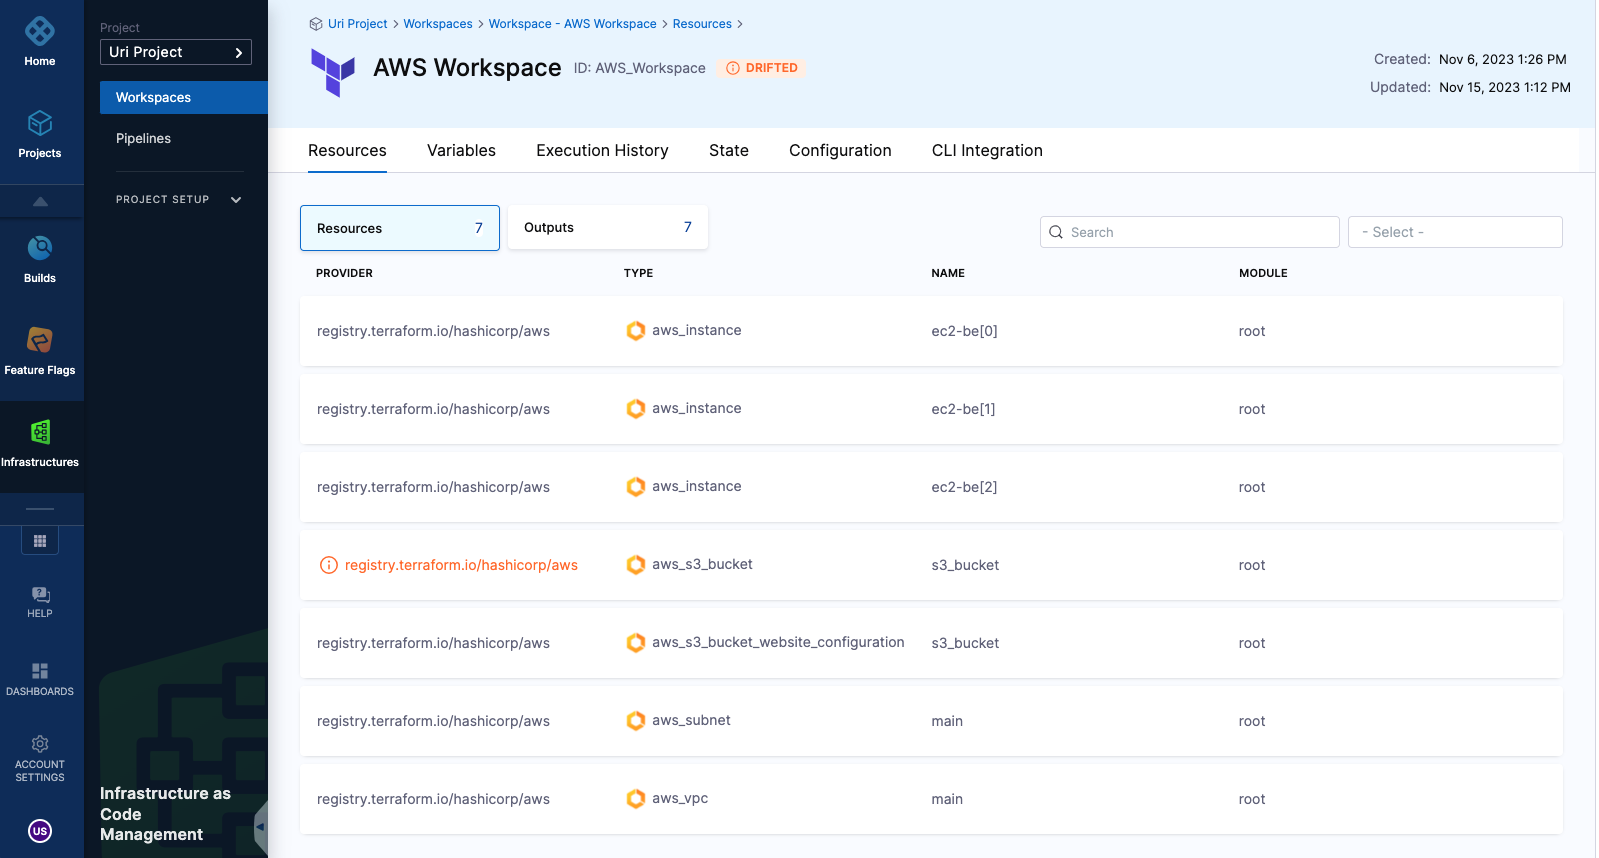 Home
Projects
Builds
Feature Flags
Infrastructures
HELP
DASHBOARDS
ACCOUNT
SETTINGS
US
Project
Uri Project
Workspaces
Pipelines
PROJECT SETUP
Infrastructure as
Code
Management
Uri Project > Workspaces > Workspace - AWS Workspace > Resources >
AWS Workspace ID: AWS_Workspace DRIFTED
Created: Nov 6, 2023 1:26 PM
Updated: Nov 15, 2023 1:12 PM
Resources Variables Execution History State Configuration CLI Integration
Resources 7 Outputs 7 Search - Select -
PROVIDER TYPE NAME MODULE
registry.terraform.io/hashicorp/aws aws_instance ec2-be[0] root
registry.terraform.io/hashicorp/aws aws_instance ec2-be[1] root
registry.terraform.io/hashicorp/aws aws_instance ec2-be[2] root
registry.terraform.io/hashicorp/aws aws_s3_bucket s3_bucket root
registry.terraform.io/hashicorp/aws aws_s3_bucket_website_configuration s3_bucket root
registry.terraform.io/hashicorp/aws aws_subnet main root
registry.terraform.io/hashicorp/aws aws_vpc main root